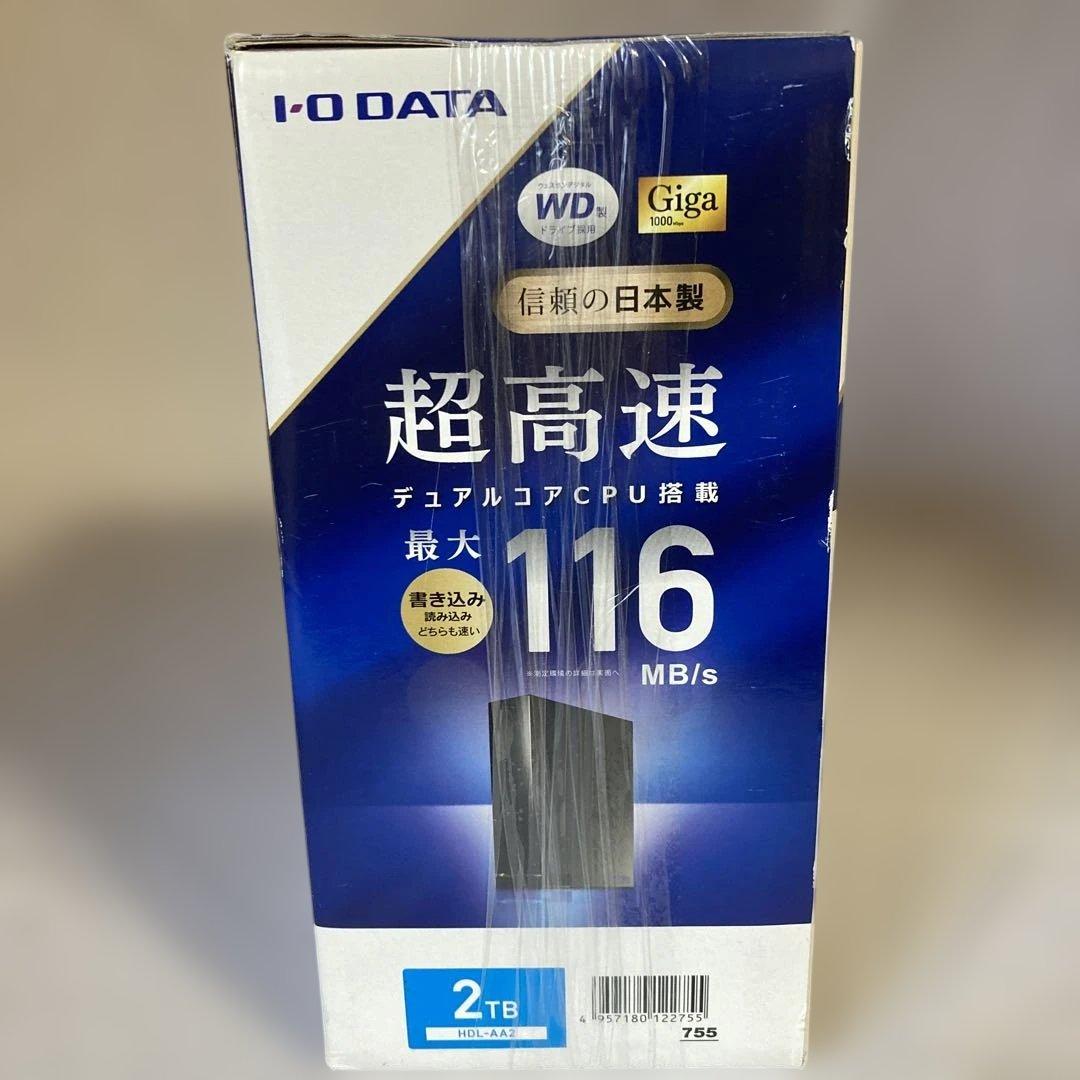 I-O DATA
ウエスタンデジタル
WD製
ドライブ採用
Giga
1000Mbps
信頼の日本製
超高速
デュアルコアCPU搭載
最大 116 MB/s
書き込み
読み込み
どちらも速い
※測定環境の詳細は裏面へ
2TB
HDL-AA2
4 957180 122755
755